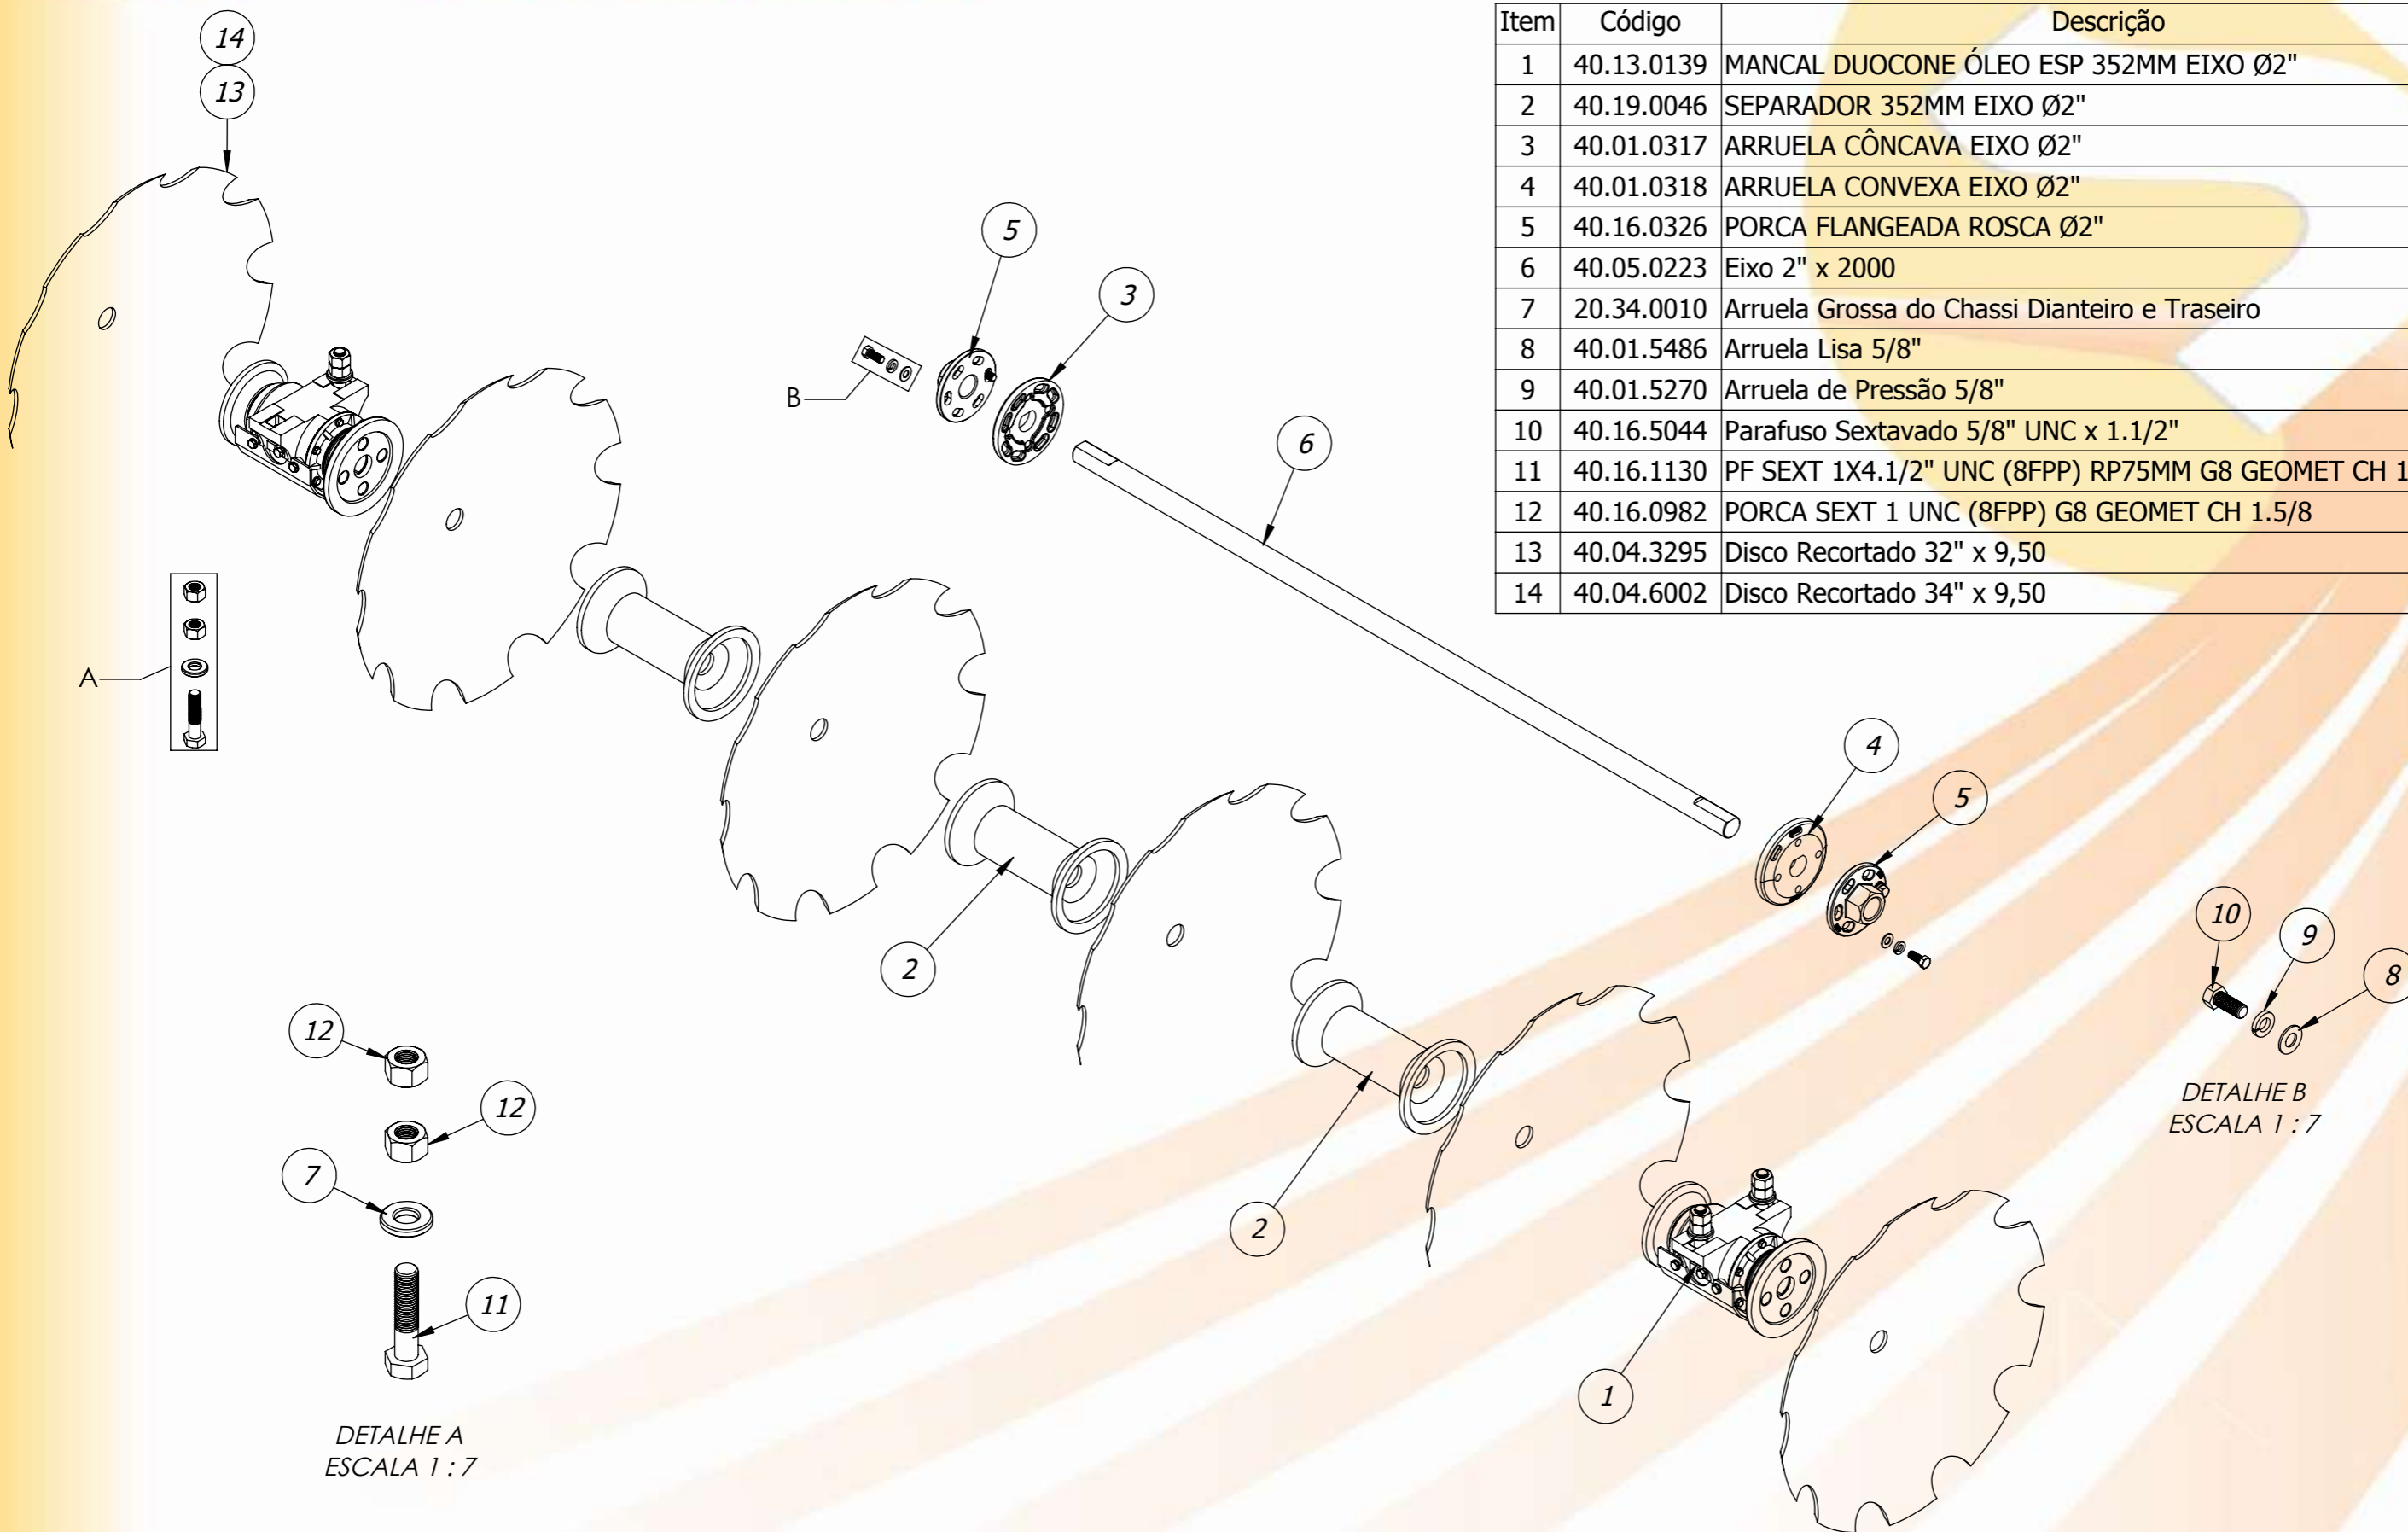 Item Código Descrição
1 40.13.0139 MANCAL DUOCONE ÓLEO ESP 352MM EIXO Ø2"
2 40.19.0046 SEPARADOR 352MM EIXO Ø2"
3 40.01.0317 ARRUELA CÔNCAVA EIXO Ø2"
4 40.01.0318 ARRUELA CONVEXA EIXO Ø2"
5 40.16.0326 PORCA FLANGEADA ROSCA Ø2"
6 40.05.0223 Eixo 2" x 2000
7 20.34.0010 Arruela Grossa do Chassi Dianteiro e Traseiro
8 40.01.5486 Arruela Lisa 5/8"
9 40.01.5270 Arruela de Pressão 5/8"
10 40.16.5044 Parafuso Sextavado 5/8" UNC x 1.1/2"
11 40.16.1130 PF SEXT 1X4.1/2" UNC (8FPP) RP75MM G8 GEOMET CH 1
12 40.16.0982 PORCA SEXT 1 UNC (8FPP) G8 GEOMET CH 1.5/8
13 40.04.3295 Disco Recortado 32" x 9,50
14 40.04.6002 Disco Recortado 34" x 9,50
14
13
5
3
B
6
A
4
5
2
10
9
8
DETALHE B
ESCALA 1 : 7
12
12
7
2
11
1
DETALHE A
ESCALA 1 : 7